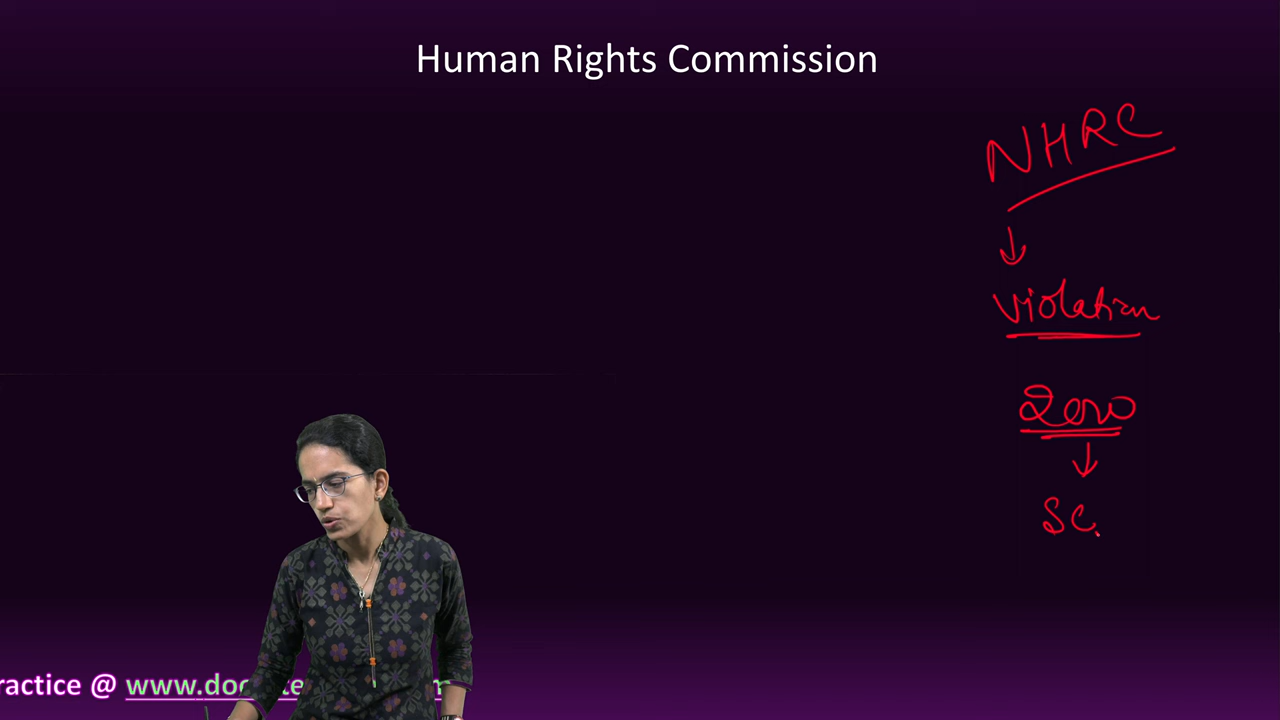 Human Rights Commission
NHRC
violation
Zero
SC
ractice @ www.doc